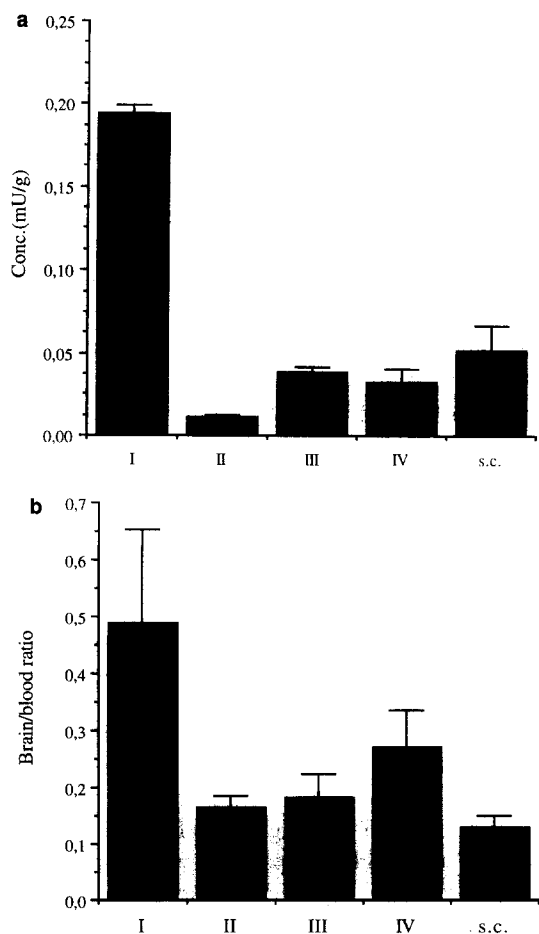 a
0,25
0,20
0,15
0,10
0,05
0,00
Conc.(mU/g)
I II III IV s.c.
b
0,7
0,6
0,5
0,4
0,3
0,2
0,1
0,0
Brain/blood ratio
I II III IV s.c.